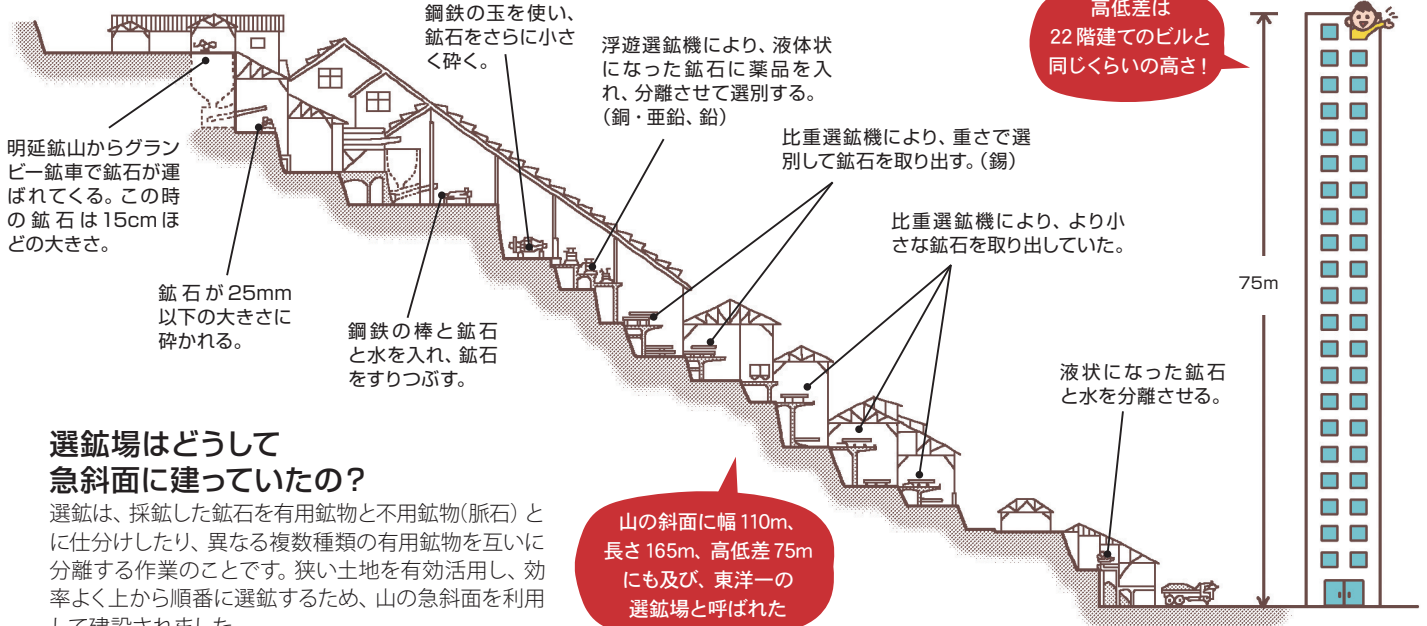 鋼鉄の玉を使い、
鉱石をさらに小さ
く砕く。
高低差は
22階建てのビルと
同じくらいの高さ！
浮遊選鉱機により、液体状
になった鉱石に薬品を入
れ、分離させて選別する。
（銅・亜鉛、鉛）
比重選鉱機により、重さで選
別して鉱石を取り出す。（錫）
明延鉱山からグラン
ビー鉱車で鉱石が運
ばれてくる。この時
の鉱石は15cmほ
どの大きさ。
比重選鉱機により、より小
さな鉱石を取り出していた。
75m
鉱石が25mm
以下の大きさに
砕かれる。
鋼鉄の棒と鉱石
と水を入れ、鉱石
をすりつぶす。
液状になった鉱石
と水を分離させる。
選鉱場はどうして
急斜面に建っていたの？
選鉱は、採鉱した鉱石を有用鉱物と不用鉱物（脈石）と
に仕分けしたり、異なる複数種類の有用鉱物を互いに
分離する作業のことです。狭い土地を有効活用し、効
率よく上から順番に選鉱するため、山の急斜面を利用
して建設されました。
山の斜面に幅110m、
長さ165m、高低差75m
にも及び、東洋一の
選鉱場と呼ばれた